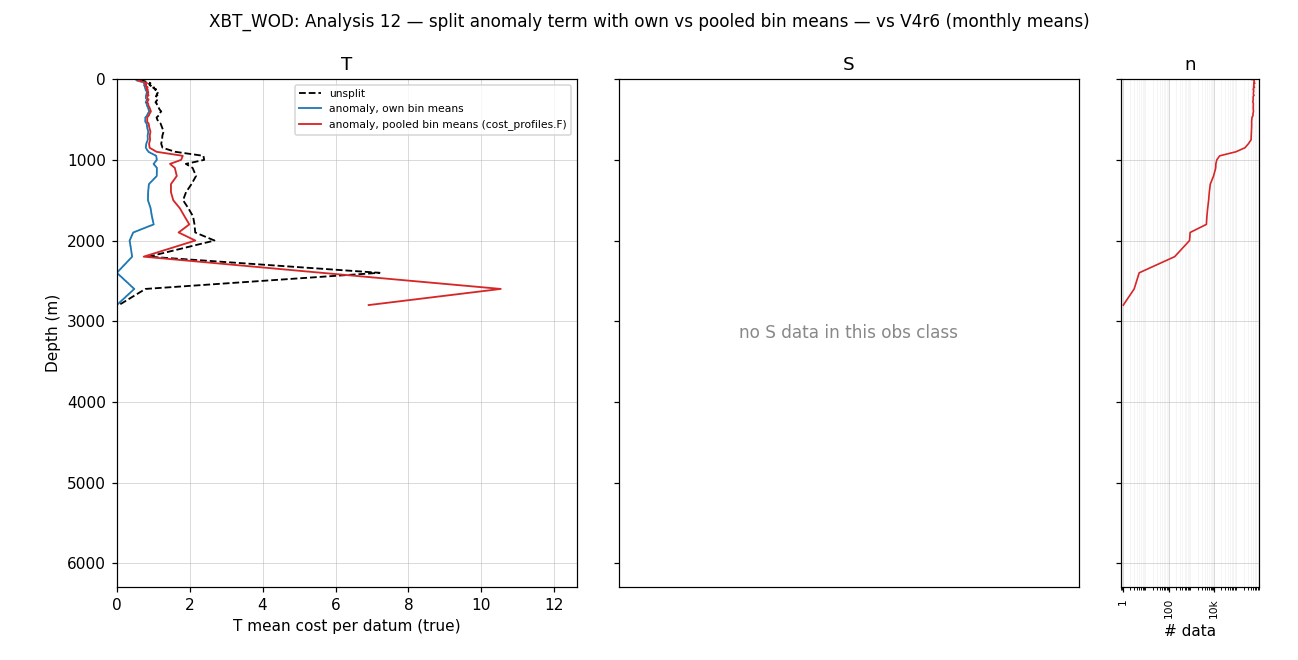 XBT_WOD: Analysis 12 — split anomaly term with own vs pooled bin means — vs V4r6 (monthly means)
T
S
n
unsplit
anomaly, own bin means
anomaly, pooled bin means (cost_profiles.F)
0
1000
2000
3000
4000
5000
6000
Depth (m)
0 2 4 6 8 10 12
T mean cost per datum (true)
no S data in this obs class
1 100 10k
# data